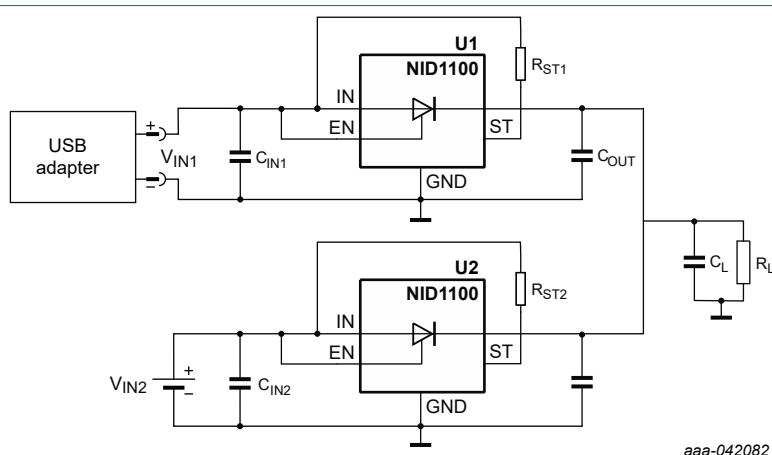 U1
NID1100
R_ST1
IN
EN
ST
USB
adapter
+
V_IN1
−
C_IN1
C_OUT
GND
C_L
R_L
U2
NID1100
R_ST2
IN
EN
ST
V_IN2
+
−
C_IN2
GND
aaa-042082